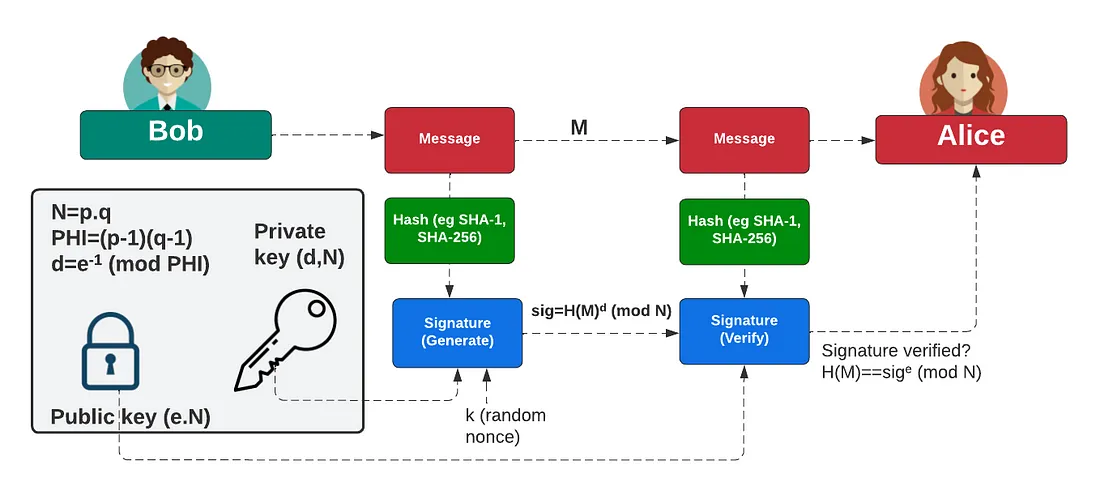 Bob
Alice
Message
M
Message
N=p.q
PHI=(p-1)(q-1)
d=e⁻¹ (mod PHI)
Private
key (d,N)
Hash (eg SHA-1,
SHA-256)
Hash (eg SHA-1,
SHA-256)
Signature
(Generate)
sig=H(M)ᵈ (mod N)
Signature
(Verify)
Signature verified?
H(M)==sigᵉ (mod N)
Public key (e.N)
k (random
nonce)